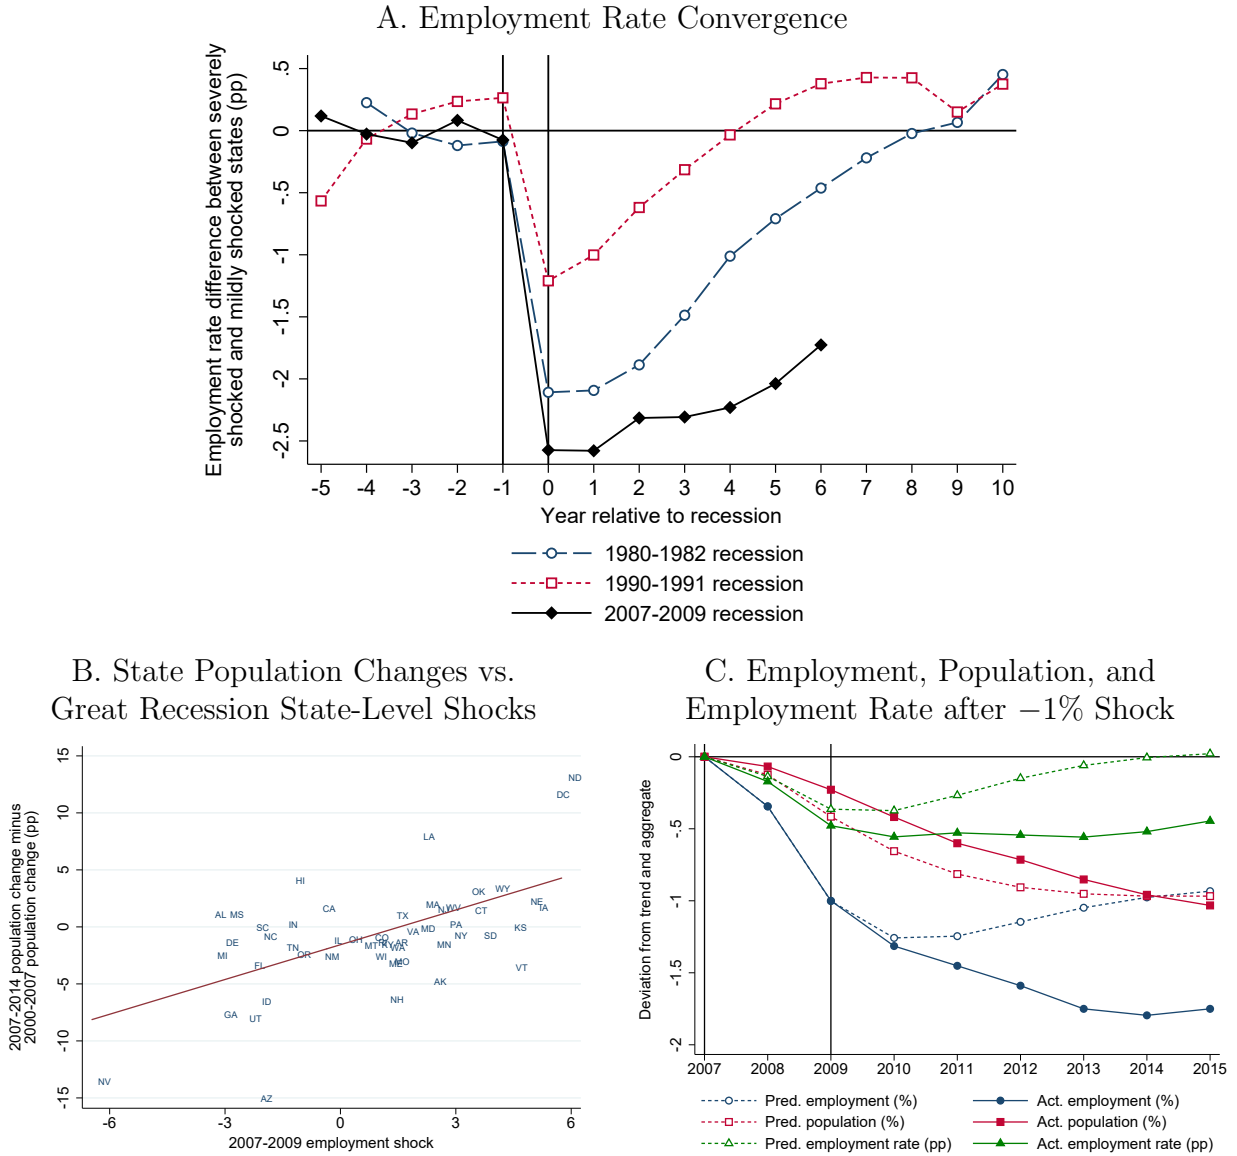 A. Employment Rate Convergence
Employment rate difference between severely
shocked and mildly shocked states (pp)
.5
0
-.5
-1
-1.5
-2
-2.5
-5 -4 -3 -2 -1 0 1 2 3 4 5 6 7 8 9 10
Year relative to recession
1980-1982 recession
1990-1991 recession
2007-2009 recession
B. State Population Changes vs.
Great Recession State-Level Shocks
2007-2014 population change minus
2000-2007 population change (pp)
15
10
5
0
-5
-10
-15
ND
DC
LA
HI
WY
OK
NE
IA
MA
NJ
WV
CT
CA
TX
AL MS
IN
SC
PA
KS
MD
VA
NC
NY
SD
DE
IL
OH
CO
RI
MT
KY
AR
WA
MN
TN
OR
MI
NM
WI
MO
ME
FL
VT
AK
NH
ID
GA
UT
NV
AZ
-6 -3 0 3 6
2007-2009 employment shock
C. Employment, Population, and
Employment Rate after −1% Shock
Deviation from trend and aggregate
0
-.5
-1
-1.5
-2
2007 2008 2009 2010 2011 2012 2013 2014 2015
Pred. employment (%)
Act. employment (%)
Pred. population (%)
Act. population (%)
Pred. employment rate (pp)
Act. employment rate (pp)